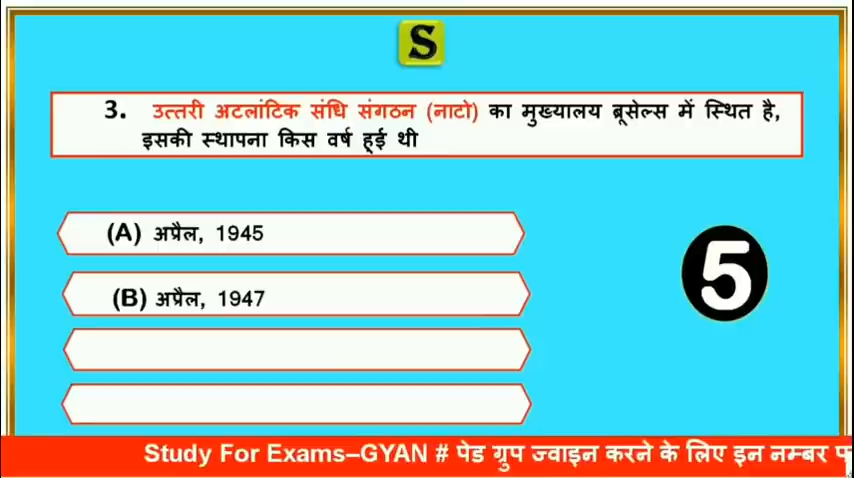 S
3. उत्तरी अटलांटिक संधि संगठन (नाटो) का मुख्यालय ब्रूसेल्स में स्थित है,
इसकी स्थापना किस वर्ष हूई थी
(A) अप्रैल, 1945
5
(B) अप्रैल, 1947
Study For Exams–GYAN # पेड ग्रुप ज्वाइन करने के लिए इन नम्बर